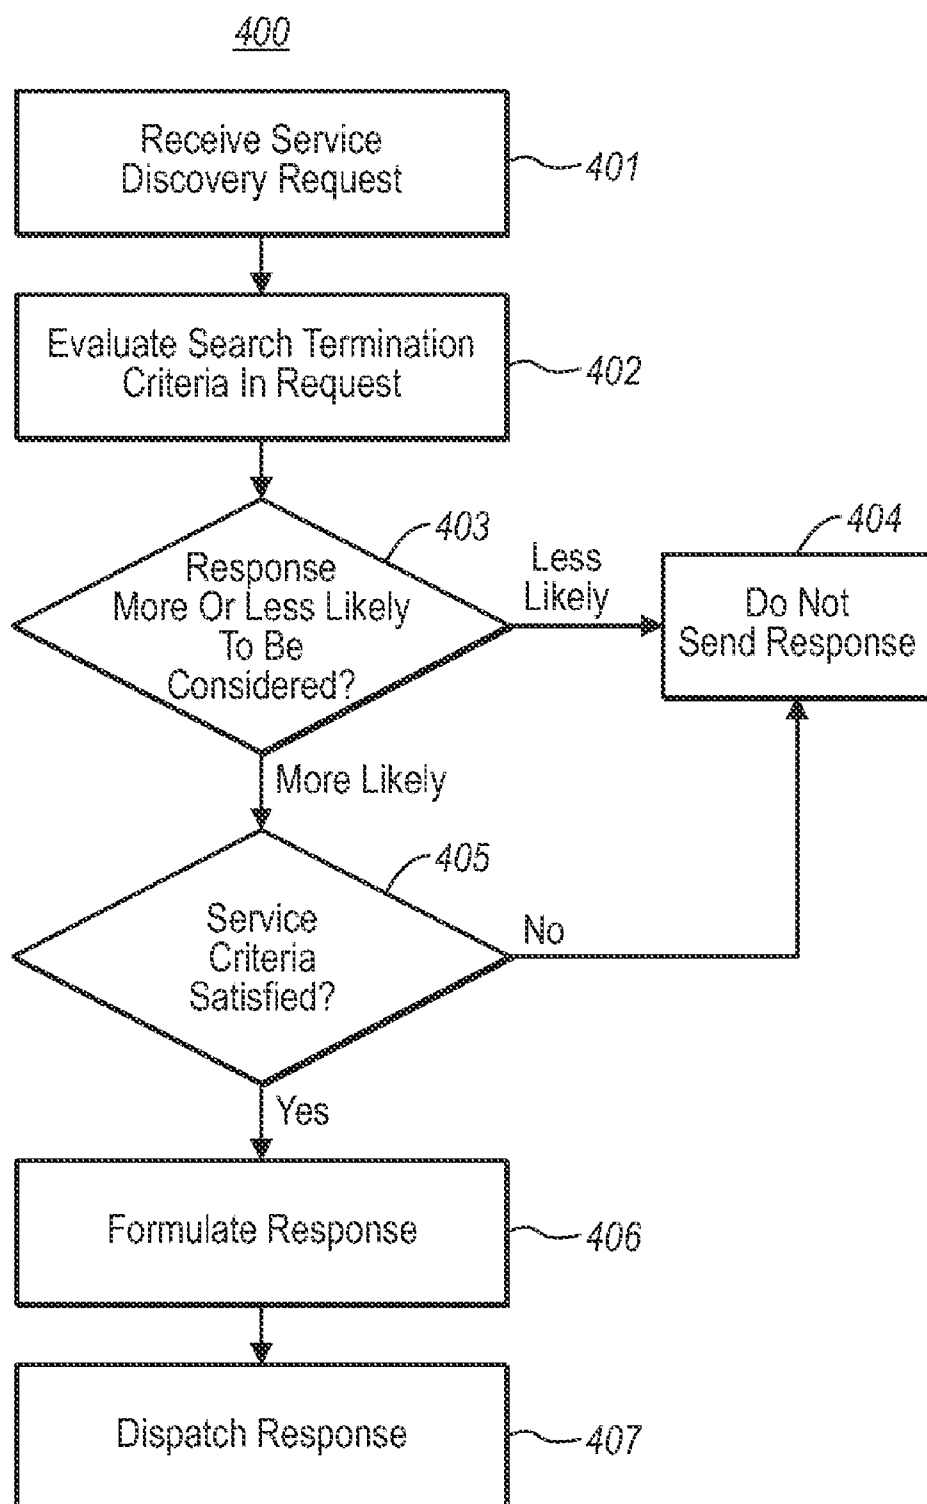 400
Receive Service
Discovery Request
401
Evaluate Search Termination
Criteria In Request
402
403
Response
More Or Less Likely
To Be
Considered?
Less
Likely
404
Do Not
Send Response
More Likely
405
Service
Criteria
Satisfied?
No
Yes
Formulate Response
406
Dispatch Response
407